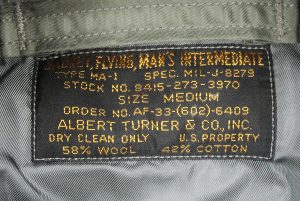 JACKET, FLYING, MAN'S INTERMEDIATE
TYPE MA-1 SPEC. MIL-J-8279
STOCK NO. 8415-273-3970
SIZE MEDIUM
ORDER NO. AF-33-(602)-6409
ALBERT TURNER & CO., INC.
DRY CLEAN ONLY U.S. PROPERTY
58% WOOL 42% COTTON